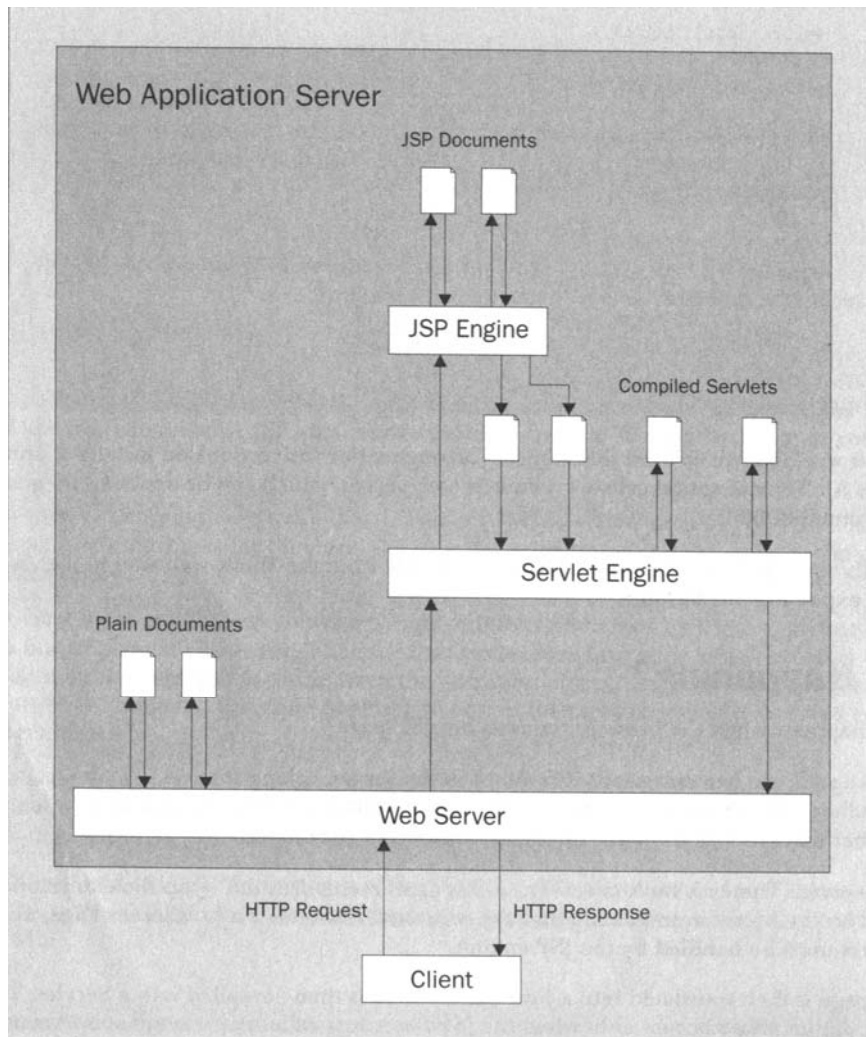 Web Application Server
JSP Documents
JSP Engine
Compiled Servlets
Servlet Engine
Plain Documents
Web Server
HTTP Request
HTTP Response
Client